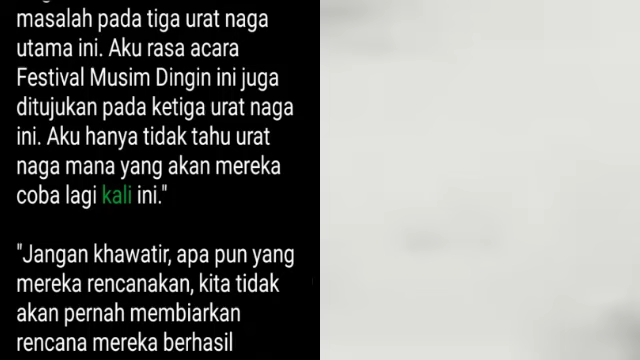 masalah pada tiga urat naga
utama ini. Aku rasa acara
Festival Musim Dingin ini juga
ditujukan pada ketiga urat naga
ini. Aku hanya tidak tahu urat
naga mana yang akan mereka
coba lagi kali ini."
"Jangan khawatir, apa pun yang
mereka rencanakan, kita tidak
akan pernah membiarkan
rencana mereka berhasil